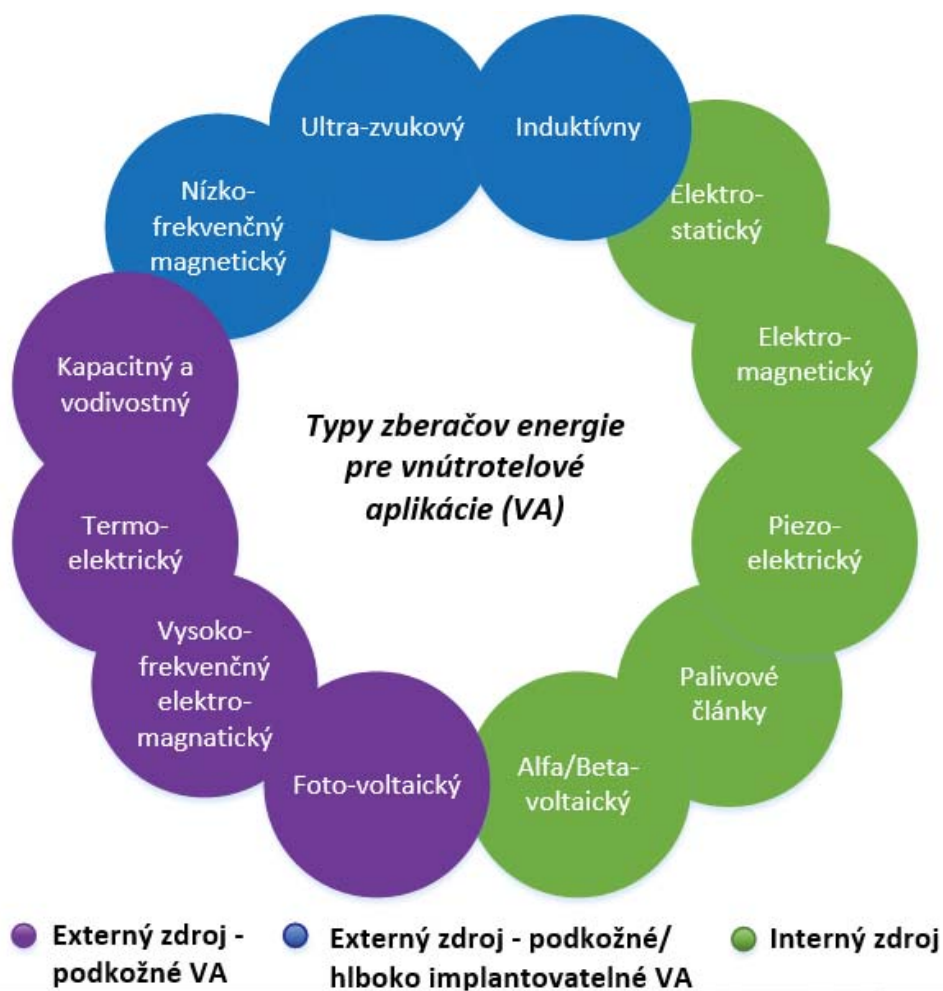 Ultra-zvukový
Induktívny
Nízko-
frekvenčný
magnetický
Elektro-
statický
Kapacitný a
vodivostný
Elektro-
magnetický
Typy zberačov energie
pre vnútrotelové
aplikácie (VA)
Termo-
elektrický
Piezo-
elektrický
Vysoko-
frekvenčný
elektro-
magnatický
Palivové
články
Foto-voltaický
Alfa/Beta-
voltaický
Externý zdroj -
podkožné VA
Externý zdroj - podkožné/
hlboko implantovatelné VA
Interný zdroj